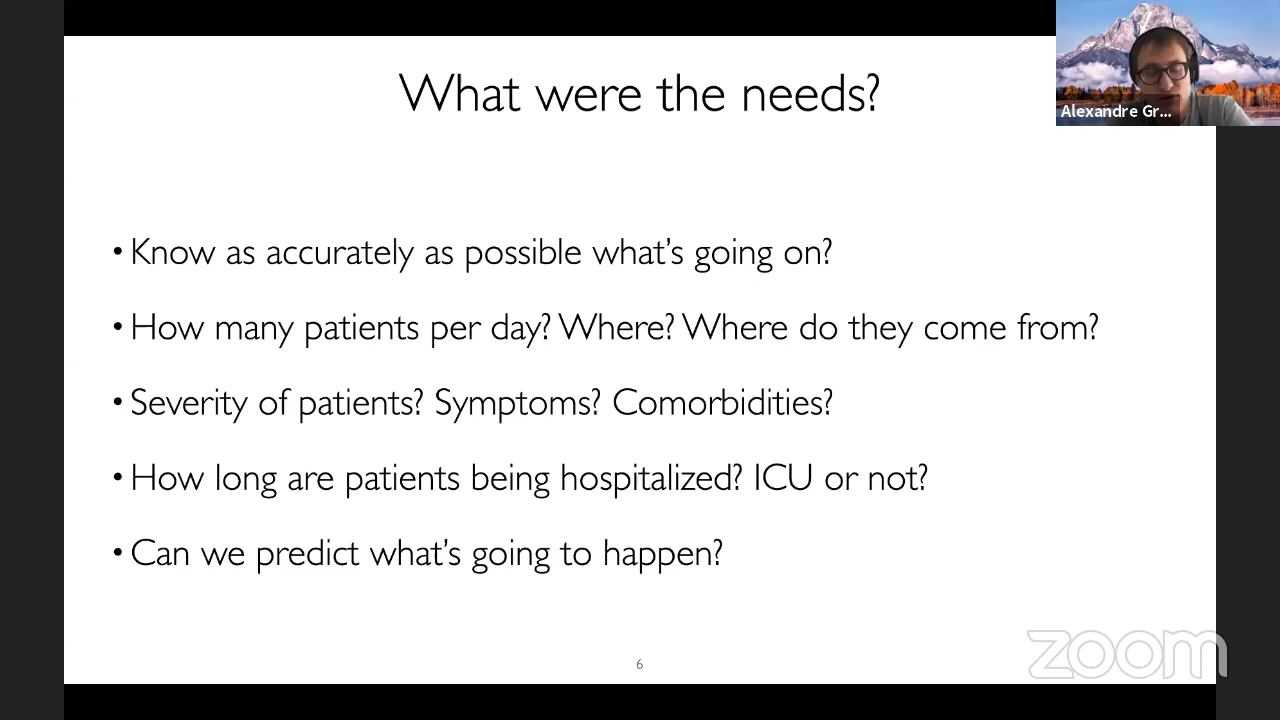 What were the needs?
Alexandre Gr...
• Know as accurately as possible what's going on?
• How many patients per day? Where? Where do they come from?
• Severity of patients? Symptoms? Comorbidities?
• How long are patients being hospitalized? ICU or not?
• Can we predict what's going to happen?
6
zoom